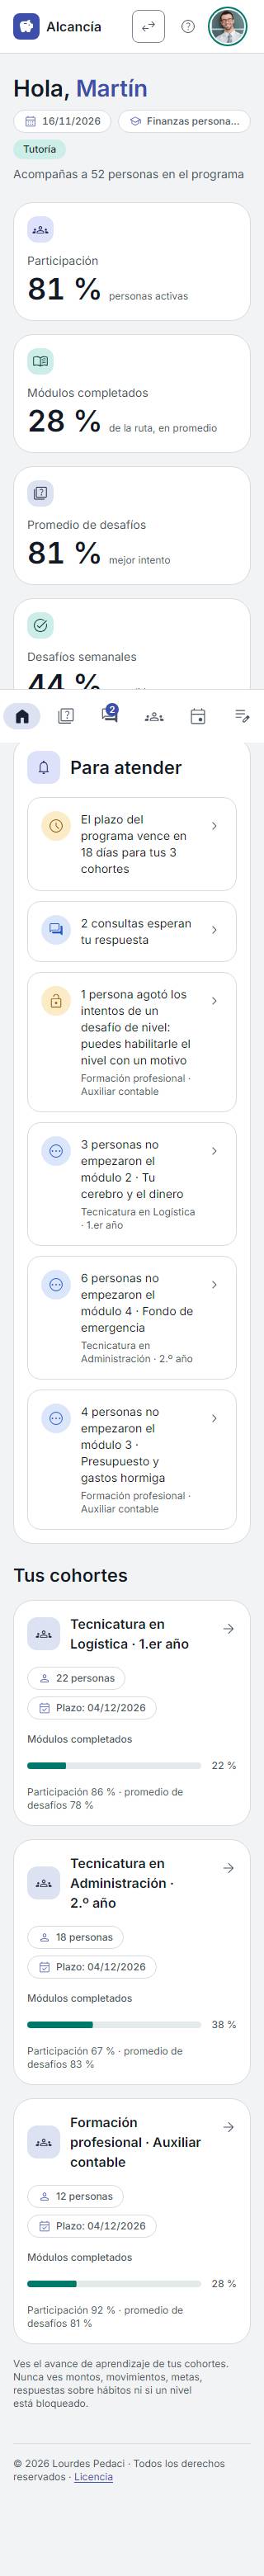 Alcancía
Hola, Martín
16/11/2026
Finanzas persona...
Tutoría
Acompañas a 52 personas en el programa
Participación
81 % personas activas
Módulos completados
28 % de la ruta, en promedio
Promedio de desafíos
81 % mejor intento
Desafíos semanales
44 %
2
Para atender
El plazo del
programa vence en
18 días para tus 3
cohortes
2 consultas esperan
tu respuesta
1 persona agotó los
intentos de un
desafío de nivel:
puedes habilitarle el
nivel con un motivo
Formación profesional ·
Auxiliar contable
3 personas no
empezaron el
módulo 2 · Tu
cerebro y el dinero
Tecnicatura en Logística
· 1.er año
6 personas no
empezaron el
módulo 4 · Fondo de
emergencia
Tecnicatura en
Administración · 2.º año
4 personas no
empezaron el
módulo 3 ·
Presupuesto y
gastos hormiga
Formación profesional ·
Auxiliar contable
Tus cohortes
Tecnicatura en
Logística · 1.er año
22 personas
Plazo: 04/12/2026
Módulos completados
22 %
Participación 86 % · promedio de
desafíos 78 %
Tecnicatura en
Administración ·
2.º año
18 personas
Plazo: 04/12/2026
Módulos completados
38 %
Participación 67 % · promedio de
desafíos 83 %
Formación
profesional · Auxiliar
contable
12 personas
Plazo: 04/12/2026
Módulos completados
28 %
Participación 92 % · promedio de
desafíos 81 %
Ves el avance de aprendizaje de tus cohortes.
Nunca ves montos, movimientos, metas,
respuestas sobre hábitos ni si un nivel
está bloqueado.
© 2026 Lourdes Pedaci · Todos los derechos
reservados · Licencia